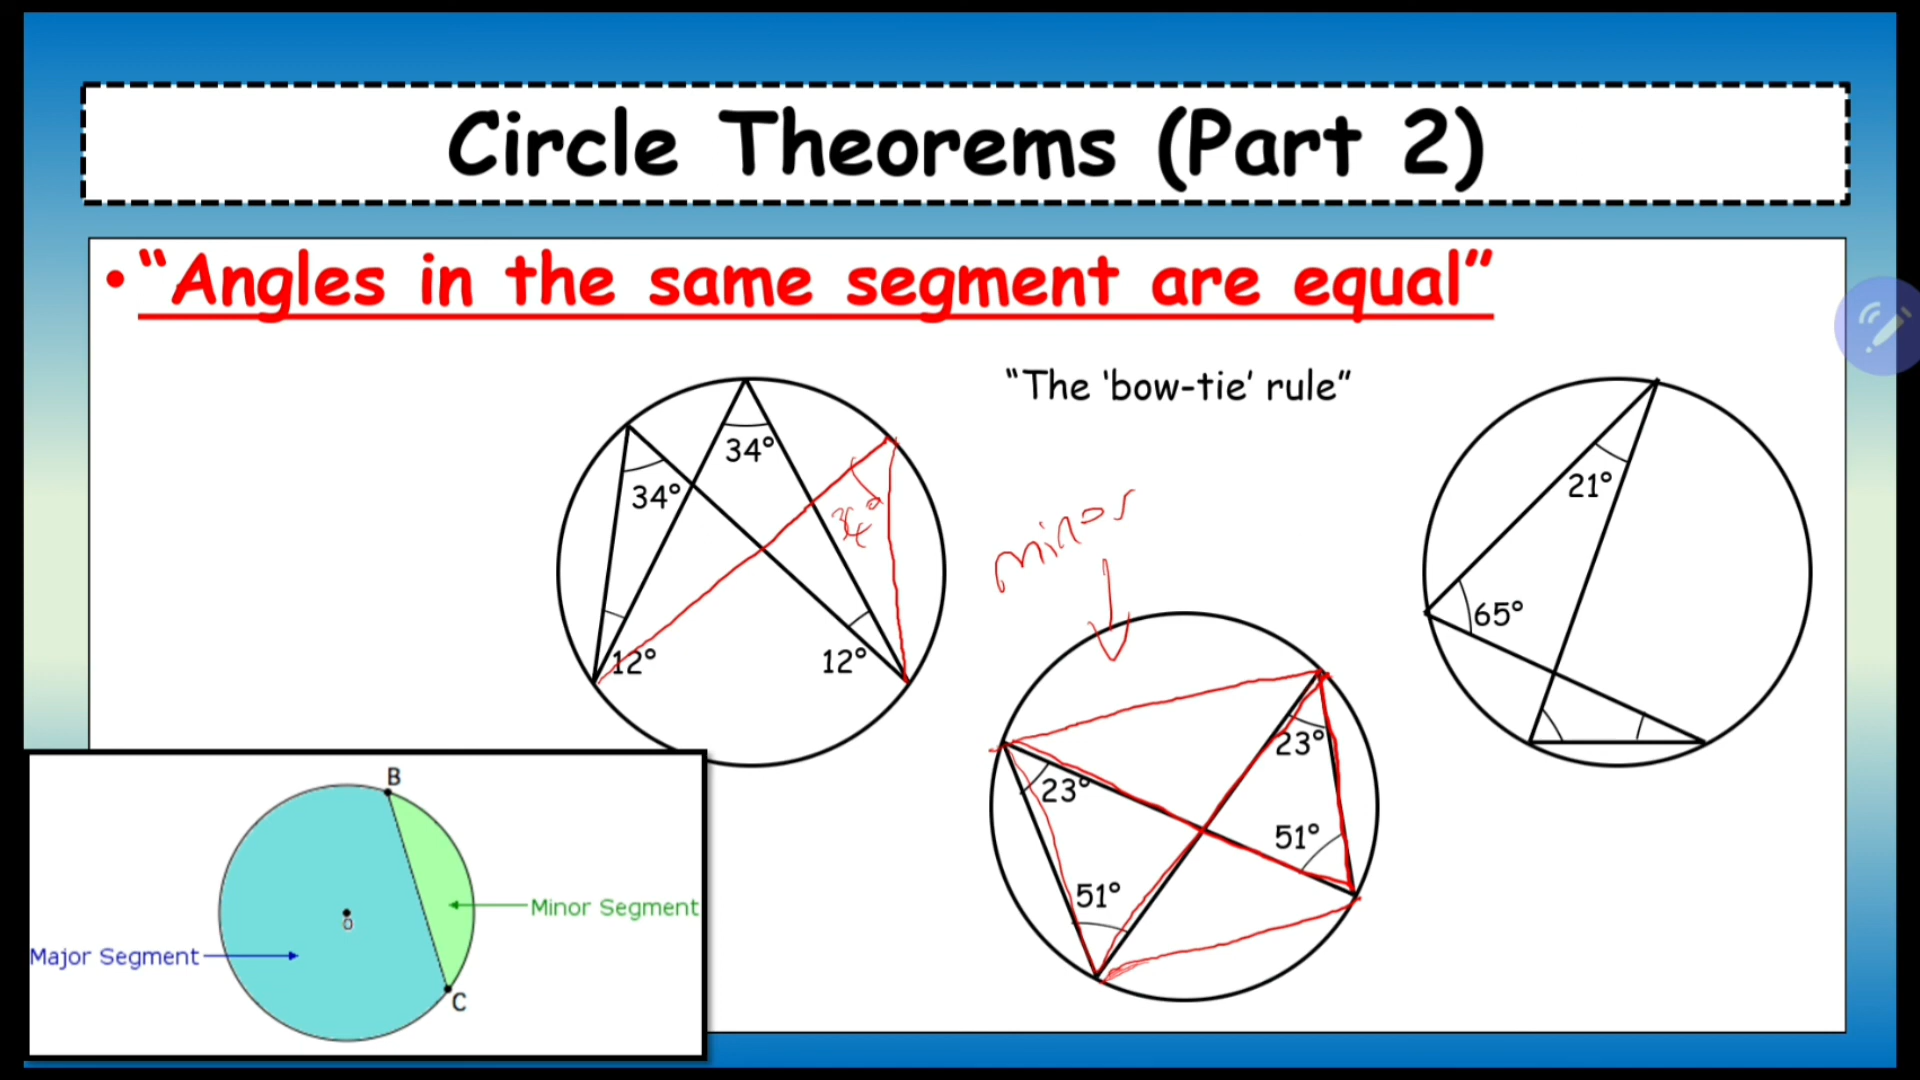 Circle Theorems (Part 2)
•“Angles in the same segment are equal”
“The ‘bow-tie’ rule”
34°
34°
34°
12°
12°
minor
23°
23°
51°
51°
21°
65°
B
o
Minor Segment
Major Segment
C